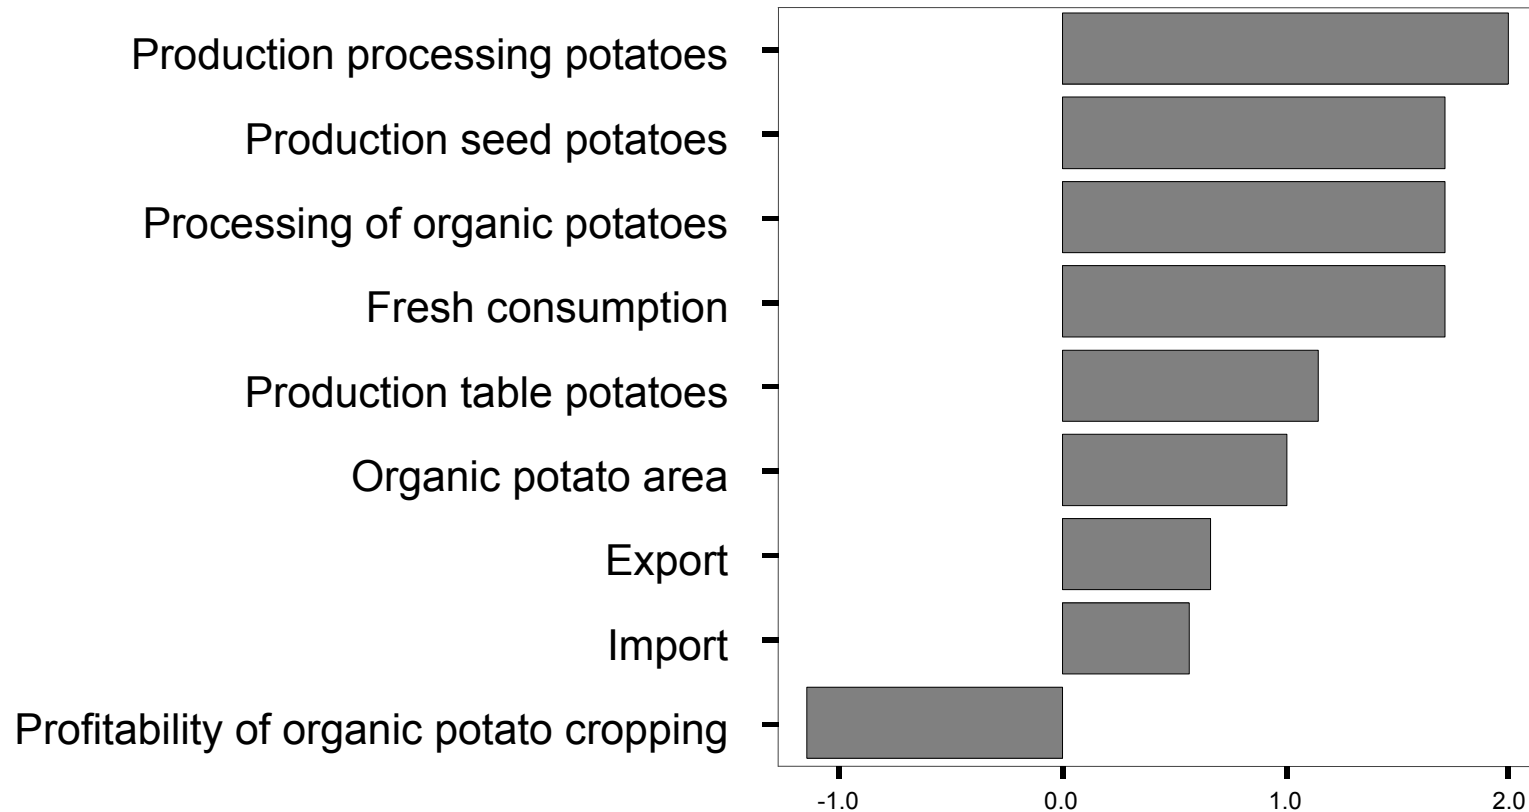 Production processing potatoes
Production seed potatoes
Processing of organic potatoes
Fresh consumption
Production table potatoes
Organic potato area
Export
Import
Profitability of organic potato cropping
-1.0 0.0 1.0 2.0